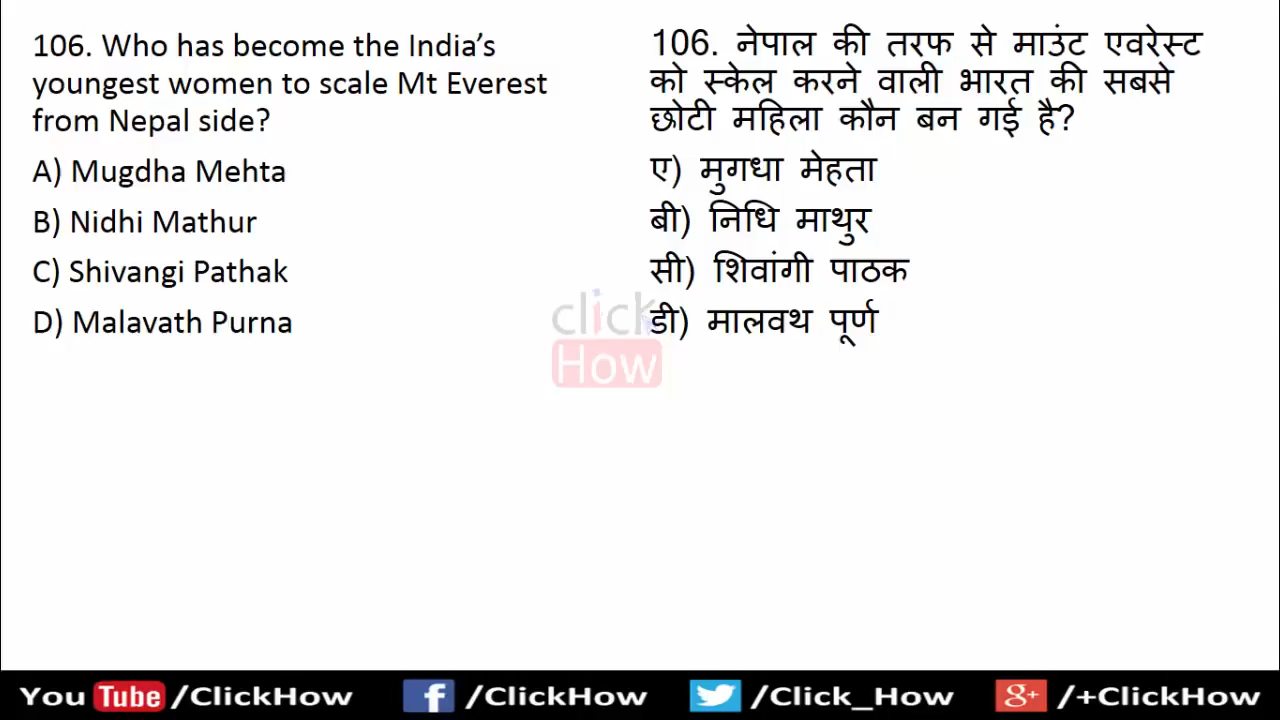 106. Who has become the India’s
youngest women to scale Mt Everest
from Nepal side?
A) Mugdha Mehta
B) Nidhi Mathur
C) Shivangi Pathak
D) Malavath Purna
106. नेपाल की तरफ से माउंट एवरेस्ट
को स्केल करने वाली भारत की सबसे
छोटी महिला कौन बन गई है?
ए) मुगधा मेहता
बी) निधि माथुर
सी) शिवांगी पाठक
डी) मालवथ पूर्ण
click
How
You Tube /ClickHow f /ClickHow /Click_How g+ /+ClickHow